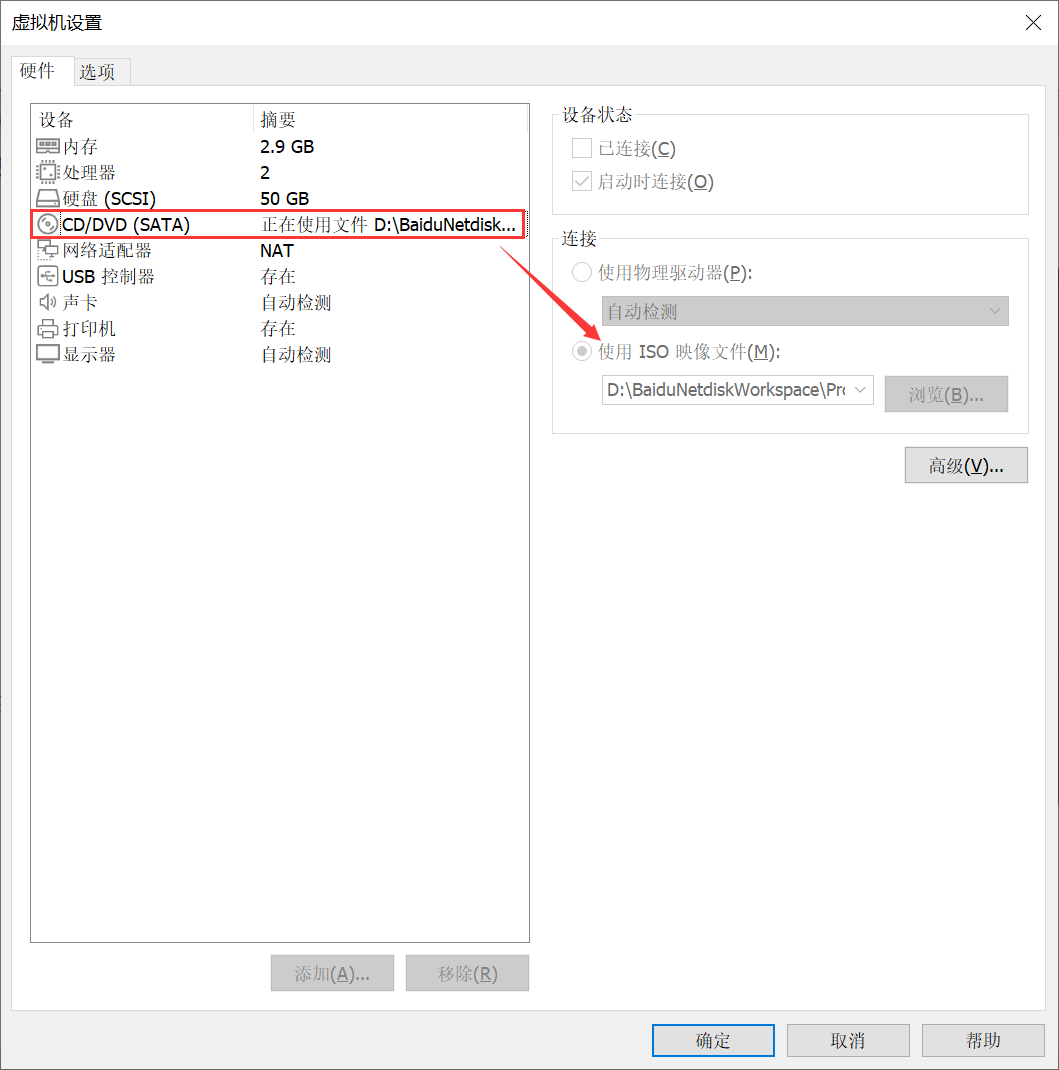 虚拟机设置
硬件 选项
设备 摘要
内存 2.9 GB
处理器 2
硬盘 (SCSI) 50 GB
CD/DVD (SATA) 正在使用文件 D:\BaiduNetdisk...
网络适配器 NAT
USB 控制器 存在
声卡 自动检测
打印机 存在
显示器 自动检测
添加(A)... 移除(R)
设备状态
已连接(C)
启动时连接(O)
连接
使用物理驱动器(P):
自动检测
使用 ISO 映像文件(M):
D:\BaiduNetdiskWorkspace\Prc 浏览(B)...
高级(V)...
确定 取消 帮助